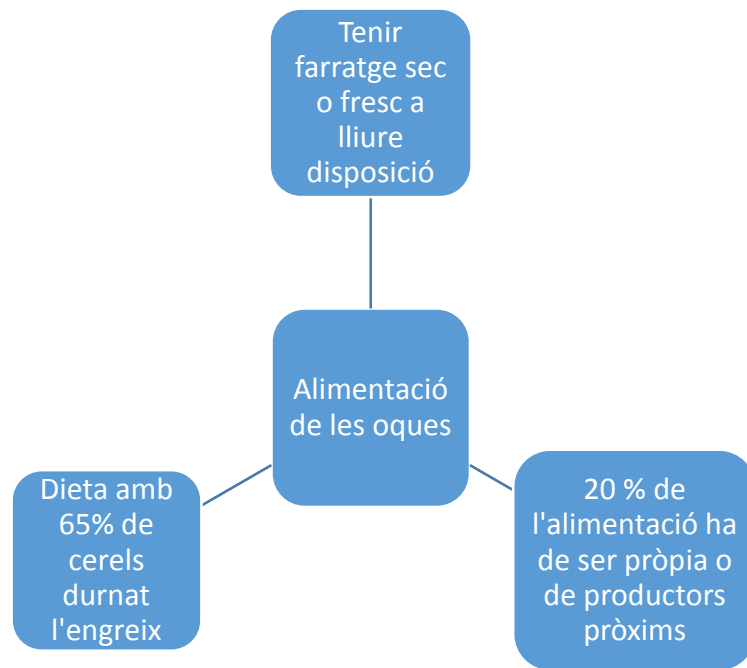 Tenir
farratge sec
o fresc a
lliure
disposició
Alimentació
de les oques
Dieta amb
65% de
cerels
durnat
l'engreix
20 % de
l'alimentació ha
de ser pròpia o
de productors
pròxims